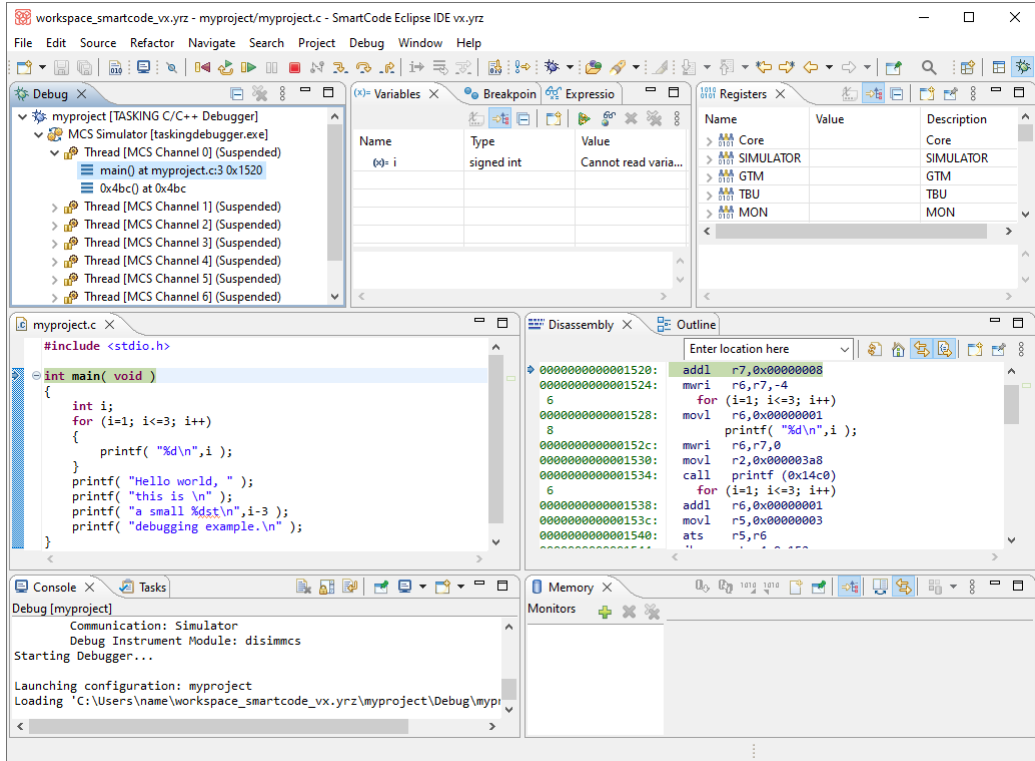 workspace_smartcode_vx.yrz - myproject/myproject.c - SmartCode Eclipse IDE vx.yrz
File Edit Source Refactor Navigate Search Project Debug Window Help
Debug
myproject [TASKING C/C++ Debugger]
MCS Simulator [taskingdebugger.exe]
Thread [MCS Channel 0] (Suspended)
main() at myproject.c:3 0x1520
0x4bc() at 0x4bc
Thread [MCS Channel 1] (Suspended)
Thread [MCS Channel 2] (Suspended)
Thread [MCS Channel 3] (Suspended)
Thread [MCS Channel 4] (Suspended)
Thread [MCS Channel 5] (Suspended)
Thread [MCS Channel 6] (Suspended)
(x)= Variables Breakpoin Expressio
Name Type Value
(x)= i signed int Cannot read varia...
Registers
Name Value Description
Core Core
SIMULATOR SIMULATOR
GTM GTM
TBU TBU
MON MON
myproject.c
#include <stdio.h>
int main( void )
{
int i;
for (i=1; i<=3; i++)
{
printf( "%d\n",i );
}
printf( "Hello world, " );
printf( "this is \n" );
printf( "a small %dst\n",i-3 );
printf( "debugging example.\n" );
}
Disassembly Outline
Enter location here
0000000000001520: addl r7,0x00000008
0000000000001524: mwri r6,r7,-4
6 for (i=1; i<=3; i++)
0000000000001528: movl r6,0x00000001
8 printf( "%d\n",i );
000000000000152c: mwri r6,r7,0
0000000000001530: movl r2,0x000003a8
0000000000001534: call printf (0x14c0)
6 for (i=1; i<=3; i++)
0000000000001538: addl r6,0x00000001
000000000000153c: movl r5,0x00000003
0000000000001540: ats r5,r6
Console Tasks
Debug [myproject]
Communication: Simulator
Debug Instrument Module: disimmcs
Starting Debugger...
Launching configuration: myproject
Loading 'C:\Users\name\workspace_smartcode_vx.yrz\myproject\Debug\mypr
Memory
Monitors